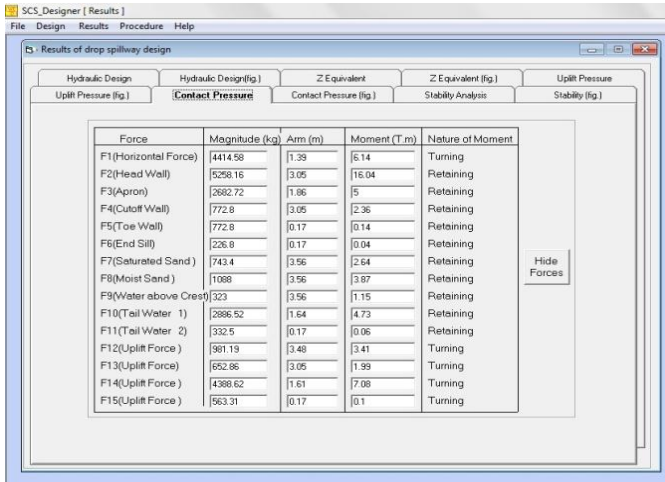 SCS_Designer [ Results ]
File Design Results Procedure Help
Results of drop spillway design
Hydraulic Design Hydraulic Design(fig.) Z Equivalent Z Equivalent (fig.) Uplift Pressure
Uplift Pressure (fig.) Contact Pressure Contact Pressure (fig.) Stability Analysis Stability (fig.)
Force Magnitude (kg) Arm (m) Moment (T.m) Nature of Moment
F1(Horizontal Force) 4414.58 1.39 6.14 Turning
F2(Head Wall) 5258.16 3.05 16.04 Retaining
F3(Apron) 2682.72 1.86 5 Retaining
F4(Cutoff Wall) 772.8 3.05 2.36 Retaining
F5(Toe Wall) 772.8 0.17 0.14 Retaining
F6(End Sill) 226.8 0.17 0.04 Retaining
F7(Saturated Sand ) 743.4 3.56 2.64 Retaining
F8(Moist Sand ) 1088 3.56 3.87 Retaining
F9(Water above Crest) 323 3.56 1.15 Retaining
F10(Tail Water 1) 2886.52 1.64 4.73 Retaining
F11(Tail Water 2) 332.5 0.17 0.06 Retaining
F12(Uplift Force ) 981.19 3.48 3.41 Turning
F13(Uplift Force) 652.86 3.05 1.99 Turning
F14(Uplift Force ) 4388.62 1.61 7.08 Turning
F15(Uplift Force ) 563.31 0.17 0.1 Turning
Hide
Forces